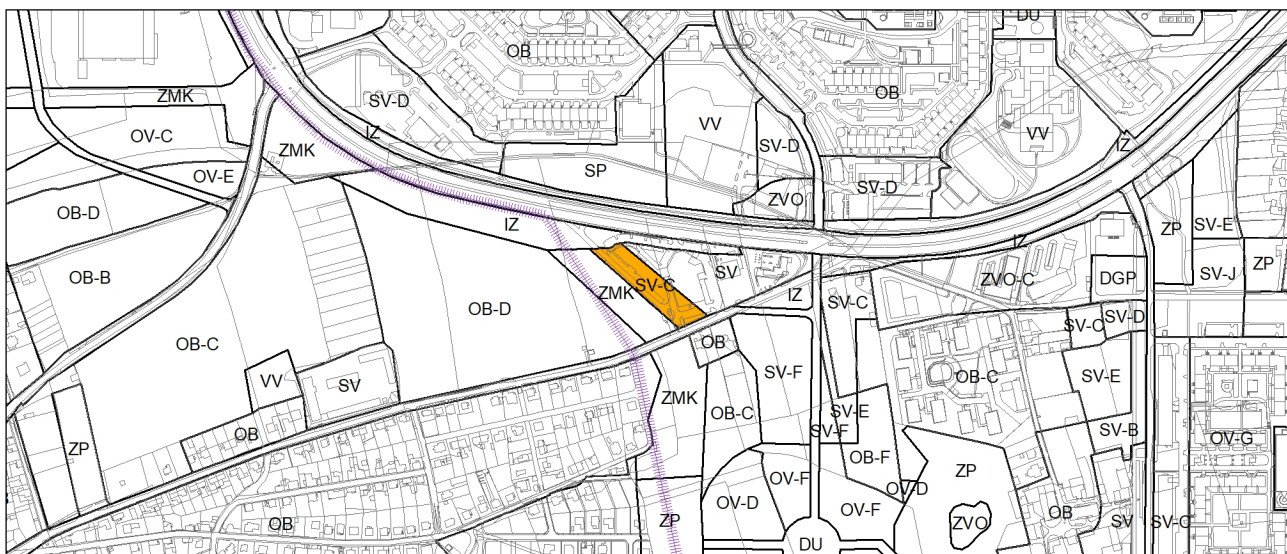 DU
OB
OB
ZMK
SV-D
VV
VV
OV-C
IZ
SV-D
IZ
ZMK
SP
SV-D
OV-E
ZVO
OB-D
IZ
IZ
ZP
SV-E
SV
ZVO-C
DGP
SV-J
ZP
OB-B
ZMK
SV-C
IZ
SV-C
OB-D
SV-C
SV-D
OB-C
OB
SV-F
OB-C
SV-E
VV
SV
ZMK
OB-C
SV-E
SV-F
SV-B
OV-G
OB
OB-F
ZP
ZP
OV-F
OV-D
OB
OV-D
OV-F
ZP
ZVO
OB
SV
SV-O
DU